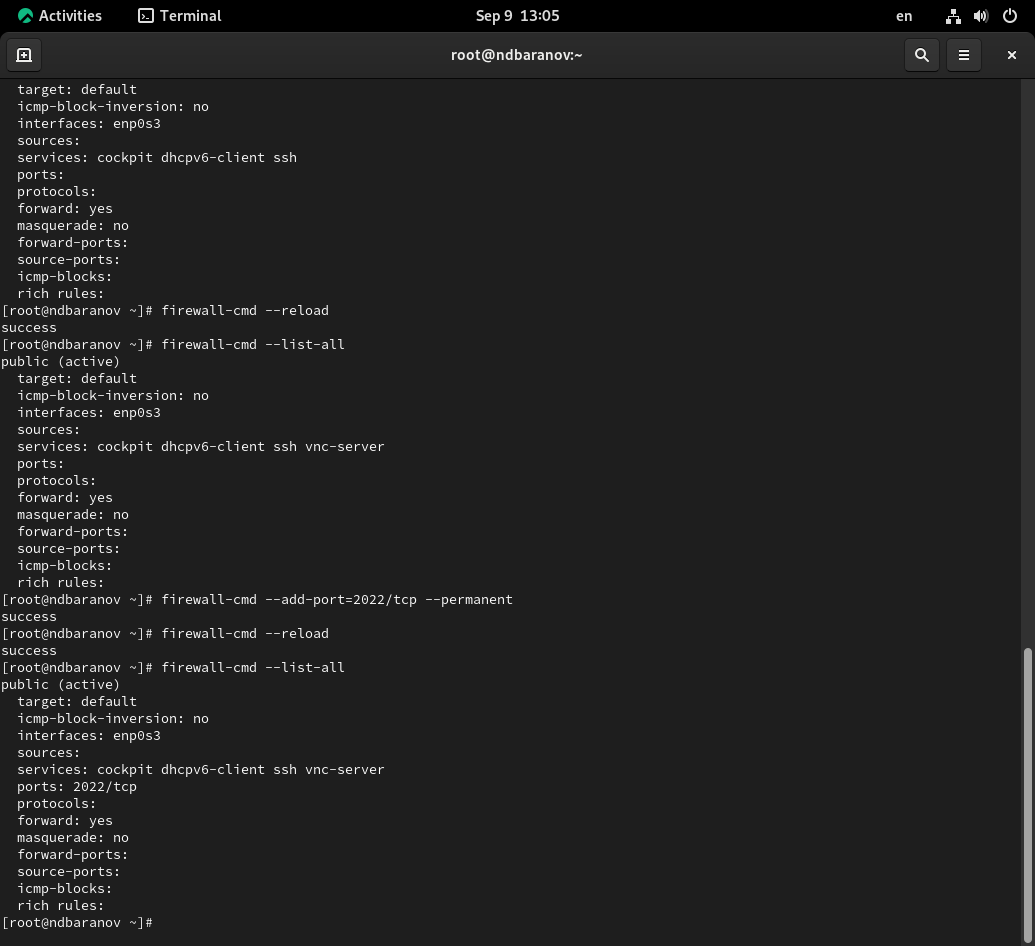 Activities Terminal Sep 9 13:05 en
root@ndbaranov:~
  target: default
  icmp-block-inversion: no
  interfaces: enp0s3
  sources:
  services: cockpit dhcpv6-client ssh
  ports:
  protocols:
  forward: yes
  masquerade: no
  forward-ports:
  source-ports:
  icmp-blocks:
  rich rules:
[root@ndbaranov ~]# firewall-cmd --reload
success
[root@ndbaranov ~]# firewall-cmd --list-all
public (active)
  target: default
  icmp-block-inversion: no
  interfaces: enp0s3
  sources:
  services: cockpit dhcpv6-client ssh vnc-server
  ports:
  protocols:
  forward: yes
  masquerade: no
  forward-ports:
  source-ports:
  icmp-blocks:
  rich rules:
[root@ndbaranov ~]# firewall-cmd --add-port=2022/tcp --permanent
success
[root@ndbaranov ~]# firewall-cmd --reload
success
[root@ndbaranov ~]# firewall-cmd --list-all
public (active)
  target: default
  icmp-block-inversion: no
  interfaces: enp0s3
  sources:
  services: cockpit dhcpv6-client ssh vnc-server
  ports: 2022/tcp
  protocols:
  forward: yes
  masquerade: no
  forward-ports:
  source-ports:
  icmp-blocks:
  rich rules:
[root@ndbaranov ~]#